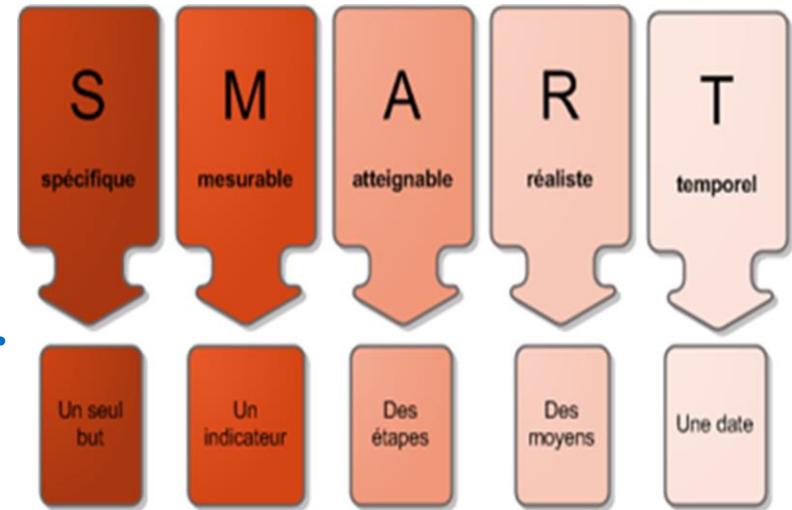 S M A R T
spécifique mesurable atteignable réaliste temporel
Un seul
but
Un
indicateur
Des
étapes
Des
moyens
Une date